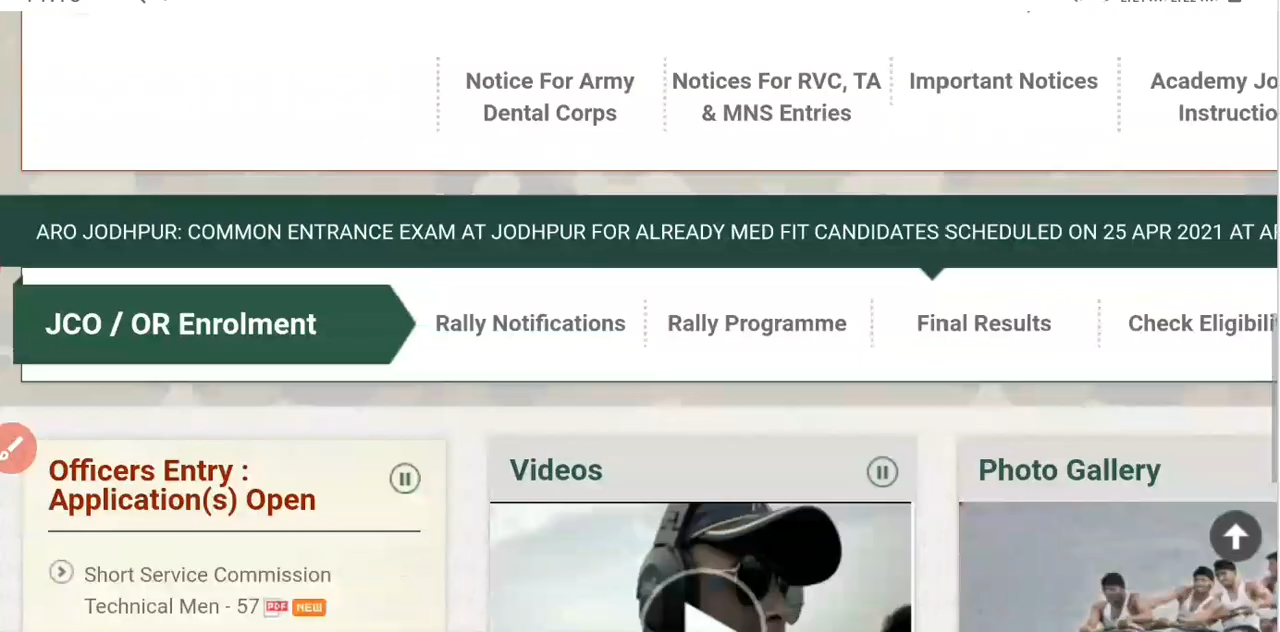 Notice For Army
Dental Corps
Notices For RVC, TA
& MNS Entries
Important Notices
Academy Jo
Instructio
ARO JODHPUR: COMMON ENTRANCE EXAM AT JODHPUR FOR ALREADY MED FIT CANDIDATES SCHEDULED ON 25 APR 2021 AT A
JCO / OR Enrolment
Rally Notifications
Rally Programme
Final Results
Check Eligibili
Officers Entry :
Application(s) Open
Videos
Photo Gallery
Short Service Commission
Technical Men - 57 PDF NEW